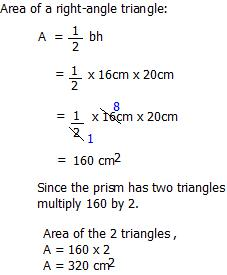 Area of a right-angle triangle:
A = 1/2 bh
= 1/2 x 16cm x 20cm
8
= 1/2 x 16cm x 20cm
1
= 160 cm²
Since the prism has two triangles
multiply 160 by 2.
Area of the 2 triangles ,
A = 160 x 2
A = 320 cm²